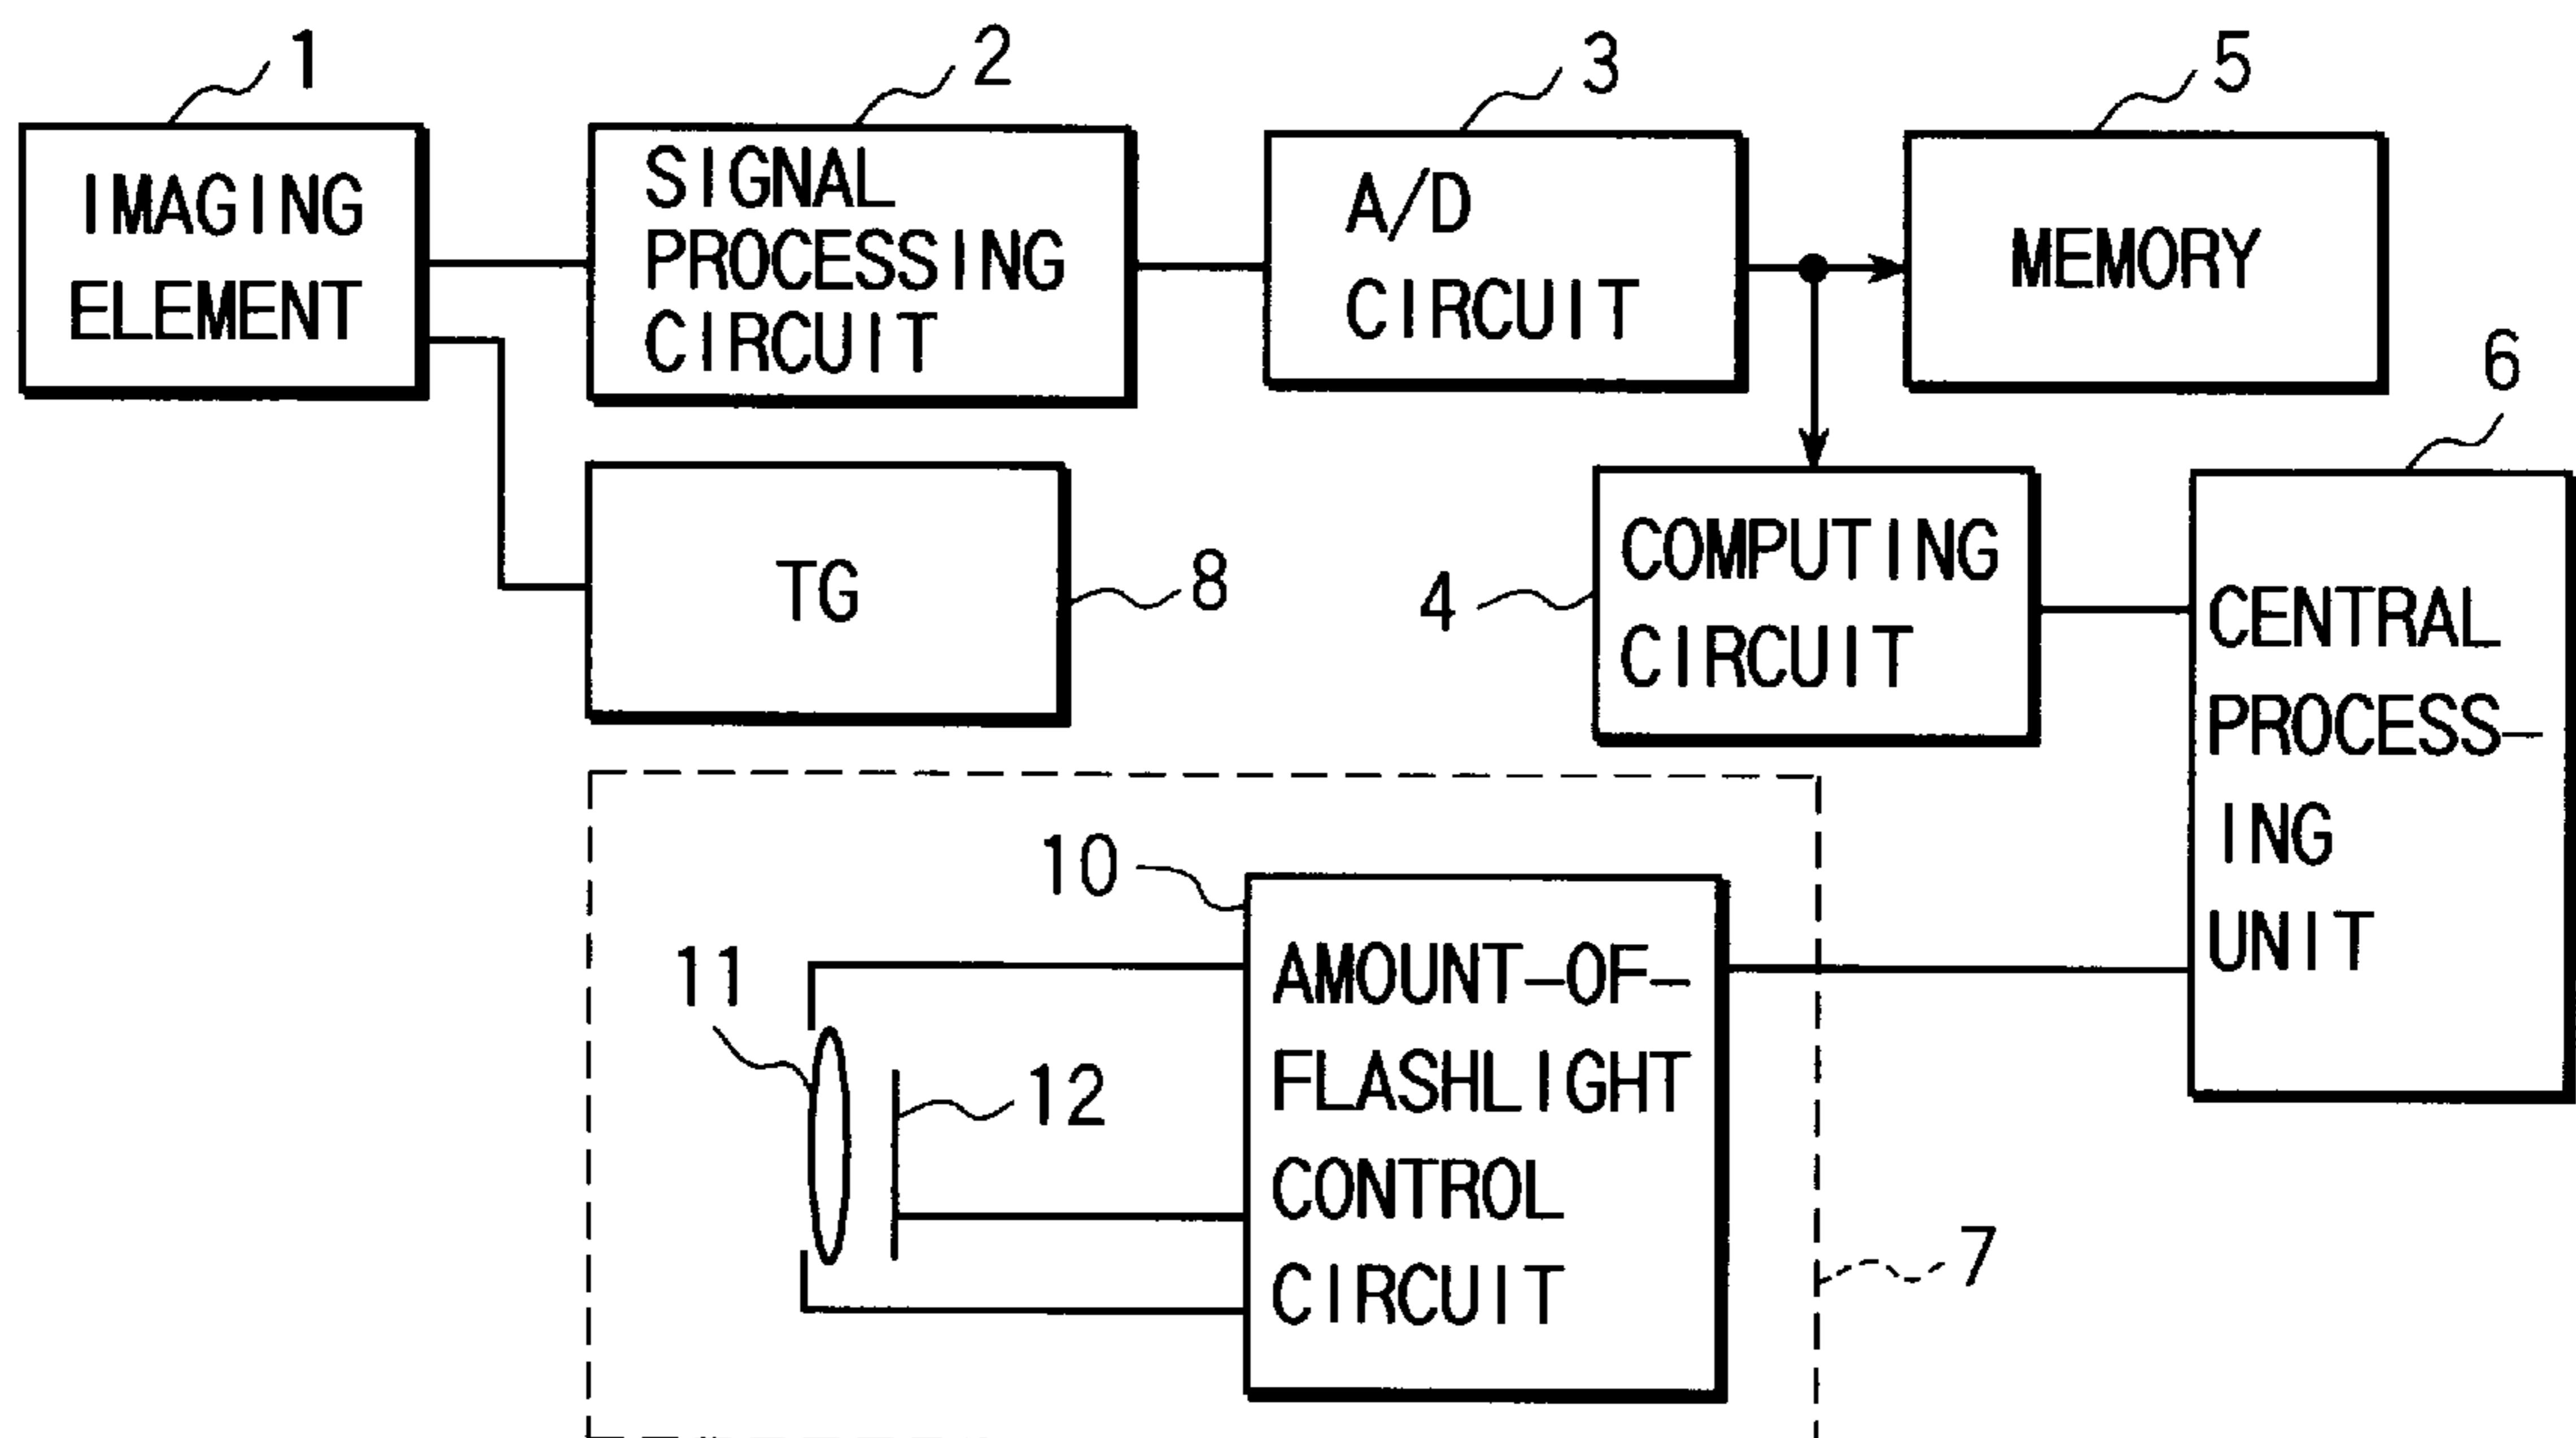 1
2
3
5
IMAGING
ELEMENT
SIGNAL
PROCESSING
CIRCUIT
A/D
CIRCUIT
MEMORY
6
TG
8
4
COMPUTING
CIRCUIT
CENTRAL
PROCESS-
ING
UNIT
10
11
12
AMOUNT-OF-
FLASHLIGHT
CONTROL
CIRCUIT
7